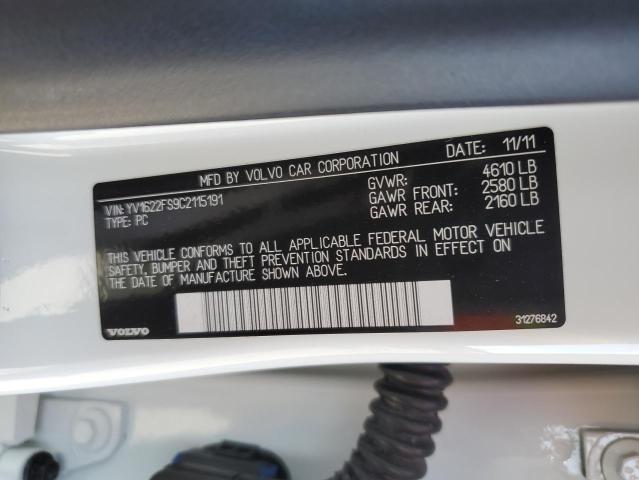 MFD BY VOLVO CAR CORPORATION
DATE: 11/11
VIN: YV1622FS9C2115191
TYPE: PC
GVWR: 4610 LB
GAWR FRONT: 2580 LB
GAWR REAR: 2160 LB
THIS VEHICLE CONFORMS TO ALL APPLICABLE FEDERAL MOTOR VEHICLE
SAFETY, BUMPER AND THEFT PREVENTION STANDARDS IN EFFECT ON
THE DATE OF MANUFACTURE SHOWN ABOVE.
VOLVO
31276842